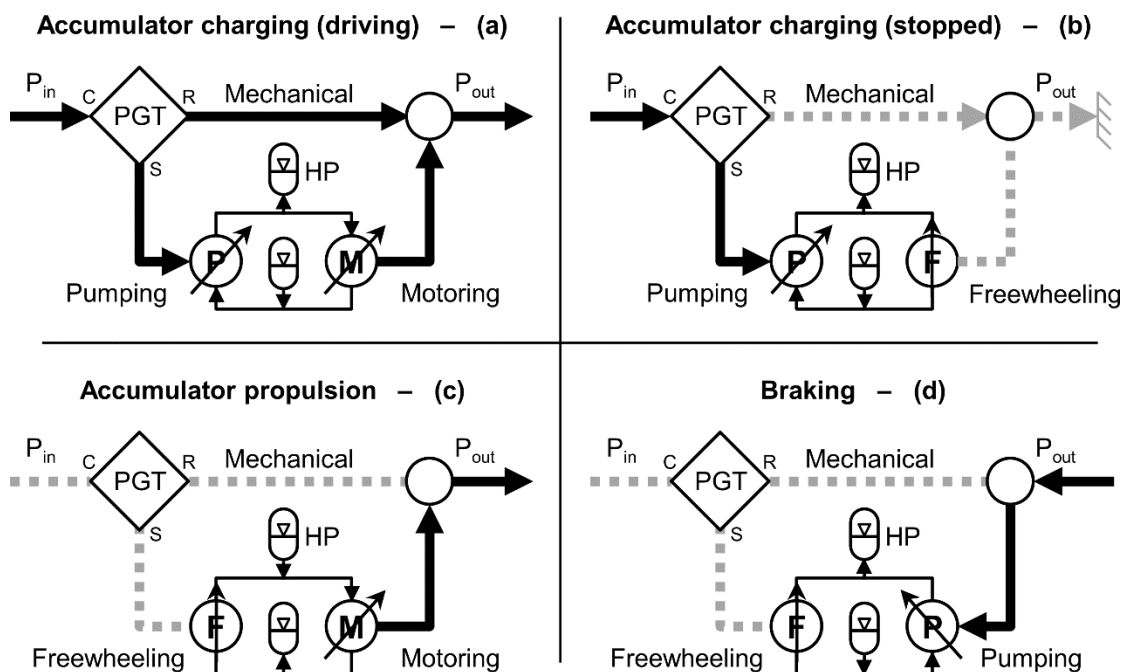 Accumulator charging (driving) – (a)
P_in
C
PGT
R
Mechanical
P_out
S
HP
P
M
Pumping
Motoring
Accumulator charging (stopped) – (b)
P_in
C
PGT
R
Mechanical
P_out
S
HP
P
F
Pumping
Freewheeling
Accumulator propulsion – (c)
P_in
C
PGT
R
Mechanical
P_out
S
HP
F
M
Freewheeling
Motoring
Braking – (d)
P_in
C
PGT
R
Mechanical
P_out
S
HP
F
P
Freewheeling
Pumping